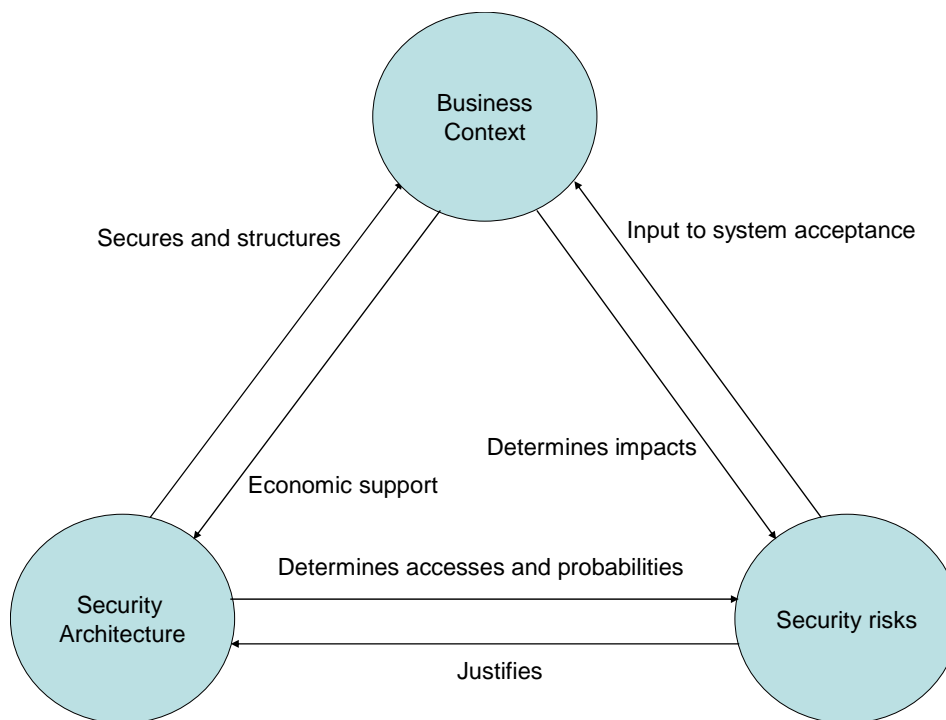 Business
Context
Secures and structures
Input to system acceptance
Determines impacts
Economic support
Determines accesses and probabilities
Security
Architecture
Security risks
Justifies